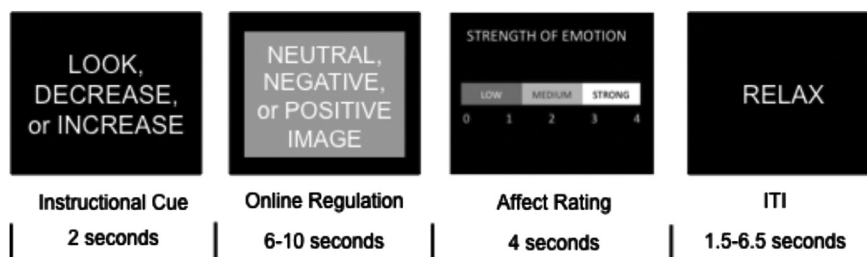 LOOK,
DECREASE,
or INCREASE
NEUTRAL,
NEGATIVE,
or POSITIVE
IMAGE
STRENGTH OF EMOTION
LOW MEDIUM STRONG
0 1 2 3 4
RELAX
Instructional Cue Online Regulation Affect Rating ITI
2 seconds 6-10 seconds 4 seconds 1.5-6.5 seconds